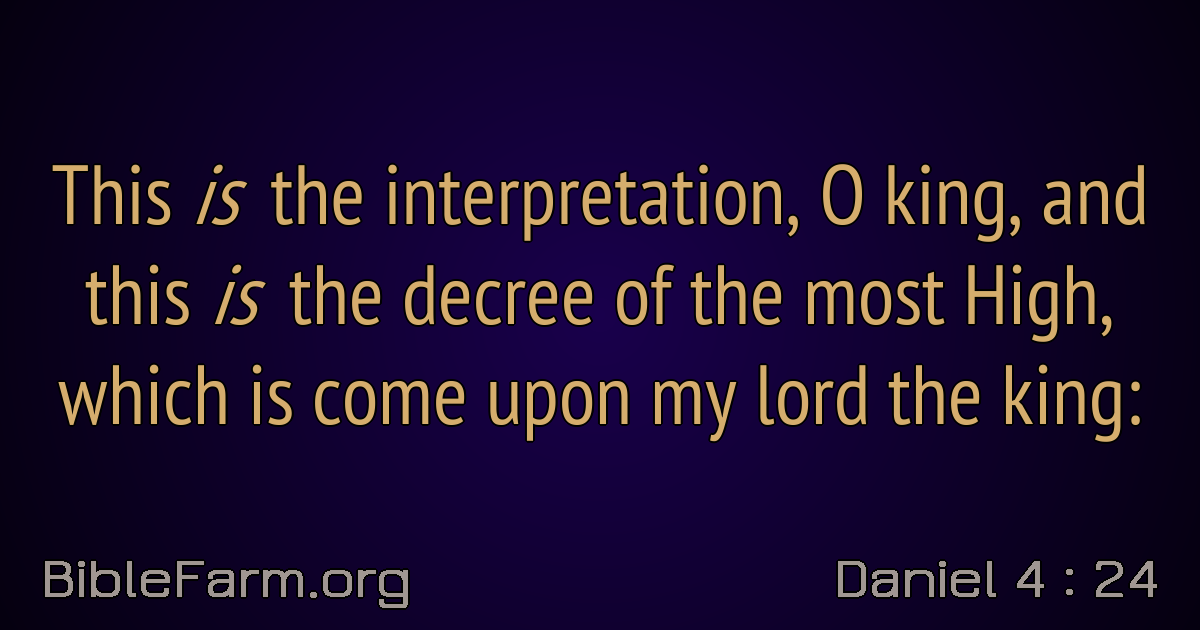 This is the interpretation, O king, and
this is the decree of the most High,
which is come upon my lord the king:
BibleFarm.org
Daniel 4 : 24